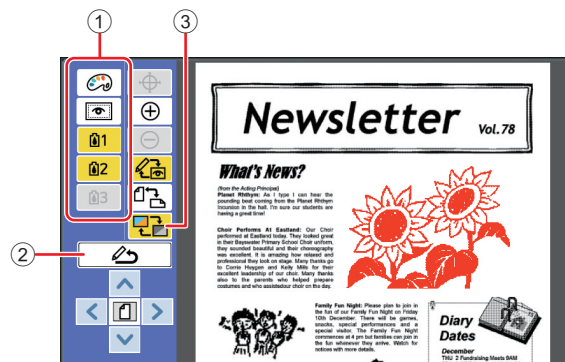 1
3
1
2
3
2
Newsletter Vol.78
What's News?
(from the Acting Principal)
Planet Rhthym: As I type I can hear the
pounding beat coming from the Planet Rhthym
incursion in the hall. I'm sure our students are
having a great time!
Choir Performs At Eastland: Our Choir
performed at Eastland today. They looked great
in their Bayswater Primary School Choir uniform,
they sounded beautiful and their choreography
was excellent. It is amazing how relaxed and
professional they look on stage. Many thanks go
to Corrie Huygen and Kelly Mills for their
excellent leadership of our choir. Many thanks
also to the parents who helped prepare
costumes and who assistedour choir on the day.
Family Fun Night: Please plan to join in
the fun of our Family Fun Night on Friday
10th December. There will be games,
snacks, special performances and a
special visitor. The Family Fun Night
commences at 4 pm but families can join in
the fun whenever they arrive. Watch for
notices with more details.
Diary
Dates
December
THU 2 Fundraising Meets 9AM